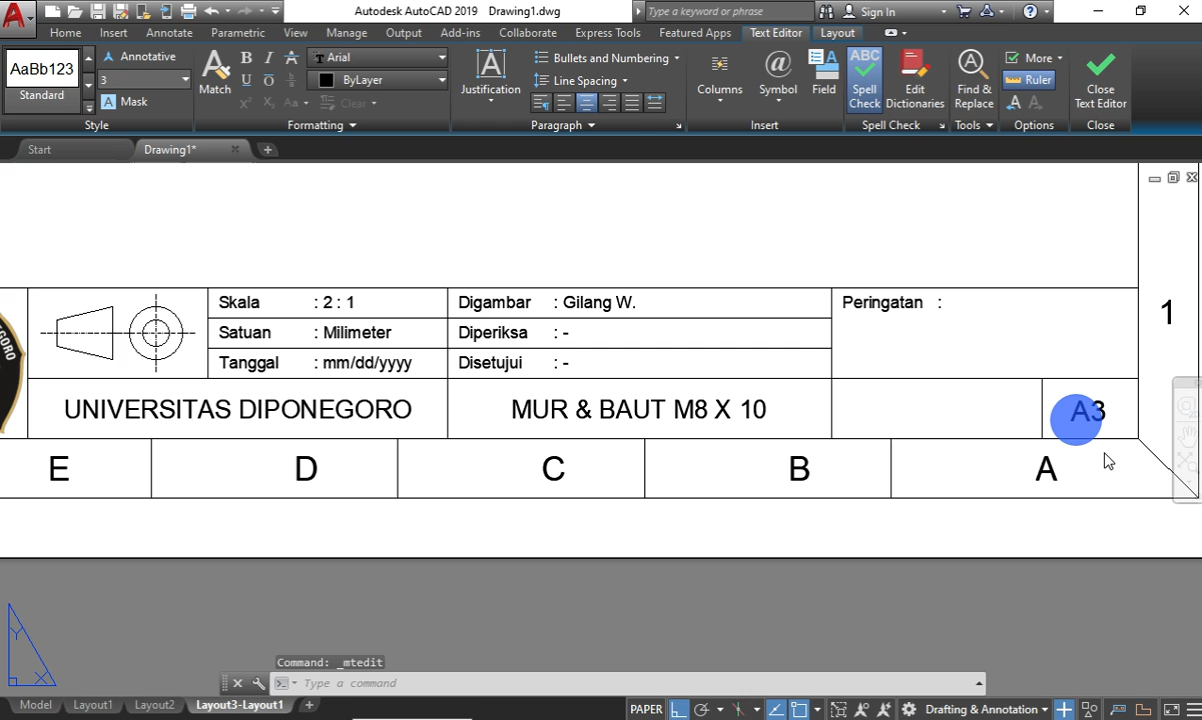 Autodesk AutoCAD 2019 Drawing1.dwg
Type a keyword or phrase
Sign In
Home Insert Annotate Parametric View Manage Output Add-ins Collaborate Express Tools Featured Apps Text Editor Layout
AaBb123
Standard
Annotative
3
Mask
Style
Match
B I A
Arial
U O
ByLayer
Aa Clear
Formatting
Justification
Bullets and Numbering
Line Spacing
Paragraph
Columns
@
Symbol
Field
Insert
ABC
Spell
Check
Edit
Dictionaries
Spell Check
Find &
Replace
Tools
More
Ruler
Options
Close
Text Editor
Close
Start Drawing1*
Skala : 2 : 1
Satuan : Milimeter
Tanggal : mm/dd/yyyy
Digambar : Gilang W.
Diperiksa : -
Disetujui : -
Peringatan :
1
EGORO
UNIVERSITAS DIPONEGORO
MUR & BAUT M8 X 10
A3
E D C B A
Y
X
Command: _mtedit
Type a command
Model Layout1 Layout2 Layout3-Layout1
PAPER
Drafting & Annotation